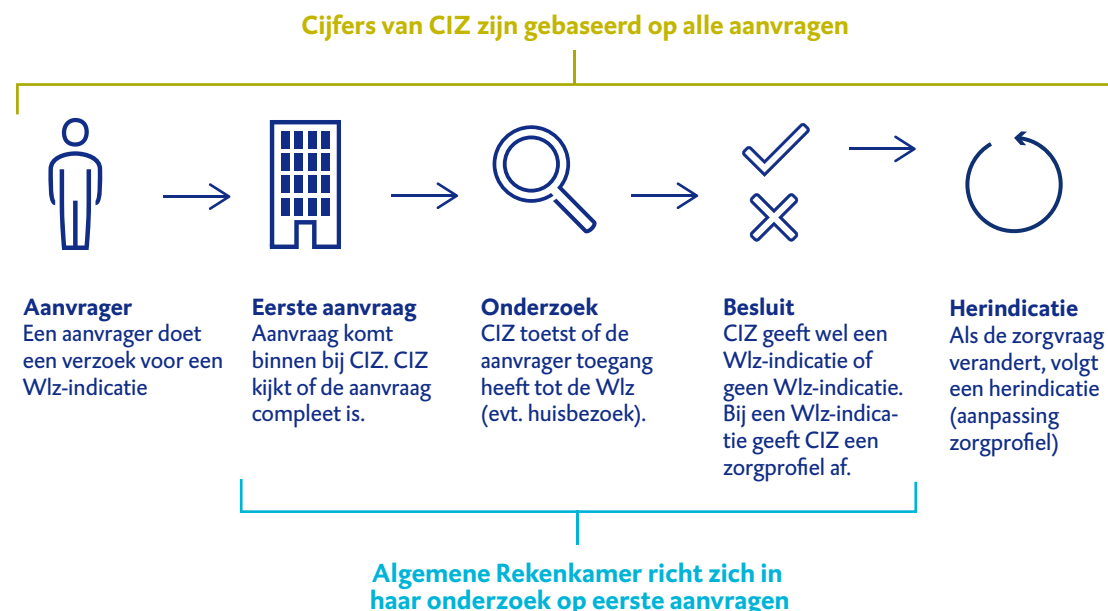 Cijfers van CIZ zijn gebaseerd op alle aanvragen
Aanvrager
Een aanvrager doet
een verzoek voor een
Wlz-indicatie
Eerste aanvraag
Aanvraag komt
binnen bij CIZ. CIZ
kijkt of de aanvraag
compleet is.
Onderzoek
CIZ toetst of de
aanvrager toegang
heeft tot de Wlz
(evt. huisbezoek).
Besluit
CIZ geeft wel een
Wlz-indicatie of
geen Wlz-indicatie.
Bij een Wlz-indica-
tie geeft CIZ een
zorgprofiel af.
Herindicatie
Als de zorgvraag
verandert, volgt
een herindicatie
(aanpassing
zorgprofiel)
Algemene Rekenkamer richt zich in
haar onderzoek op eerste aanvragen